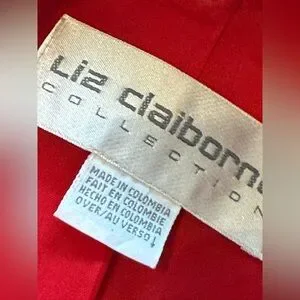 Liz claiborne
COLLECTION
MADE IN COLOMBIA
FAIT EN COLOMBIE
HECHO EN COLOMBIA
OVER/AU VERSO ↓